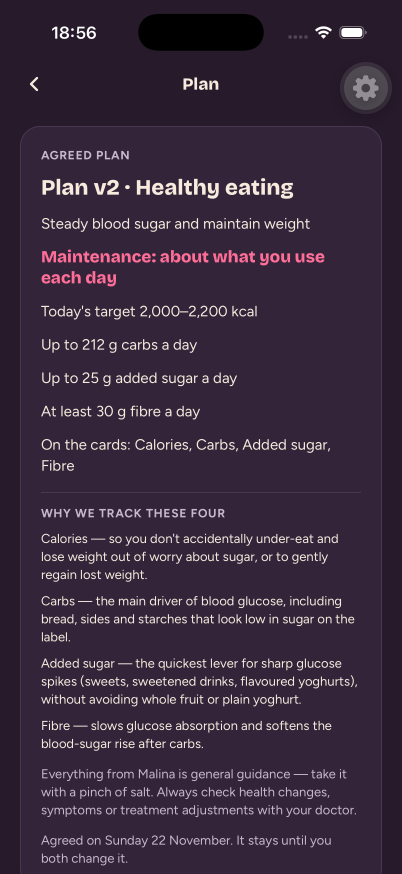 18:56
Plan
AGREED PLAN
Plan v2 · Healthy eating
Steady blood sugar and maintain weight
Maintenance: about what you use
each day
Today's target 2,000–2,200 kcal
Up to 212 g carbs a day
Up to 25 g added sugar a day
At least 30 g fibre a day
On the cards: Calories, Carbs, Added sugar,
Fibre
WHY WE TRACK THESE FOUR
Calories — so you don't accidentally under-eat and
lose weight out of worry about sugar, or to gently
regain lost weight.
Carbs — the main driver of blood glucose, including
bread, sides and starches that look low in sugar on the
label.
Added sugar — the quickest lever for sharp glucose
spikes (sweets, sweetened drinks, flavoured yoghurts),
without avoiding whole fruit or plain yoghurt.
Fibre — slows glucose absorption and softens the
blood-sugar rise after carbs.
Everything from Malina is general guidance — take it
with a pinch of salt. Always check health changes,
symptoms or treatment adjustments with your doctor.
Agreed on Sunday 22 November. It stays until you
both change it.